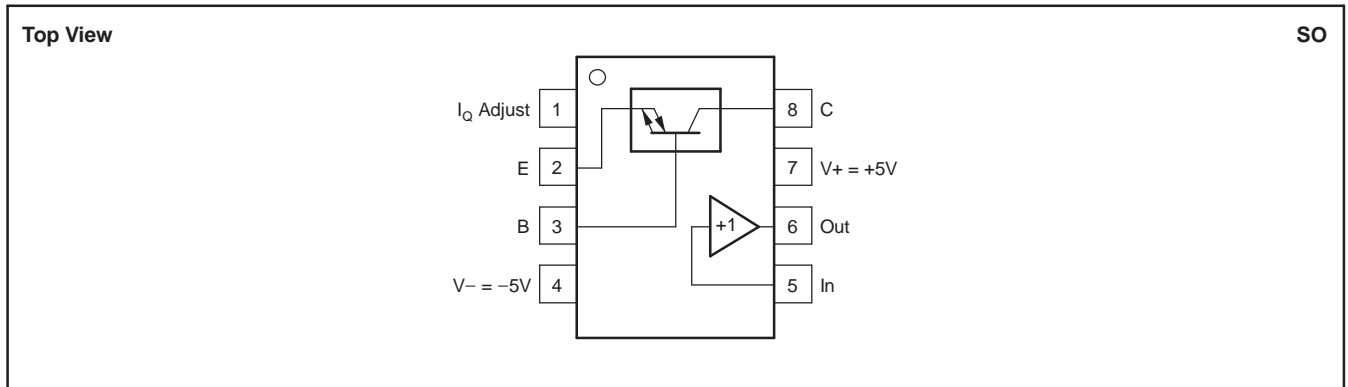 Top View
SO
I_Q Adjust 1
E 2
B 3
V− = −5V 4
8 C
7 V+ = +5V
6 Out
5 In
+1